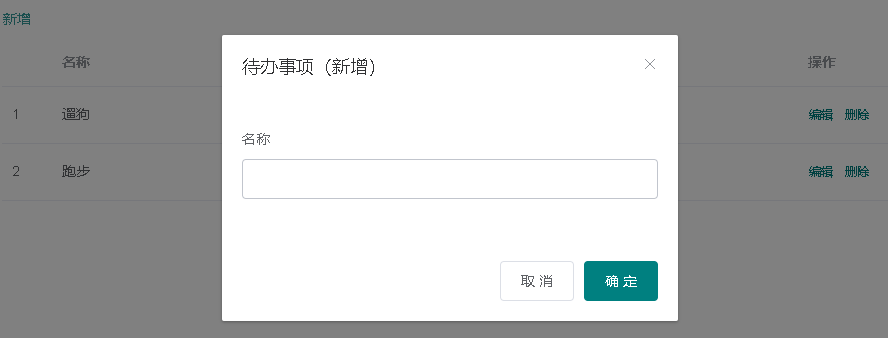 新增
名称 操作
1 遛狗 编辑 删除
2 跑步 编辑 删除
待办事项（新增）
名称
取 消 确 定